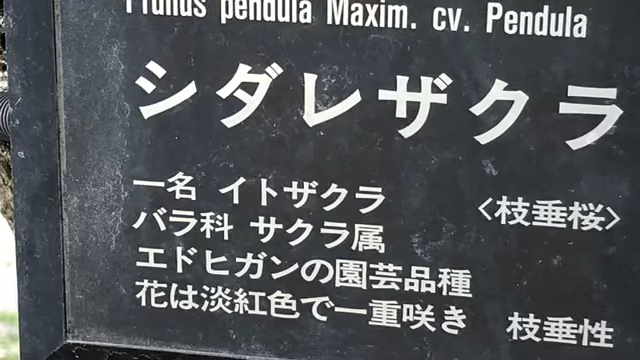 Prunus pendula Maxim. cv. Pendula
シダレザクラ
一名 イトザクラ 〈枝垂桜〉
バラ科 サクラ属
エドヒガンの園芸品種
花は淡紅色で一重咲き 枝垂性